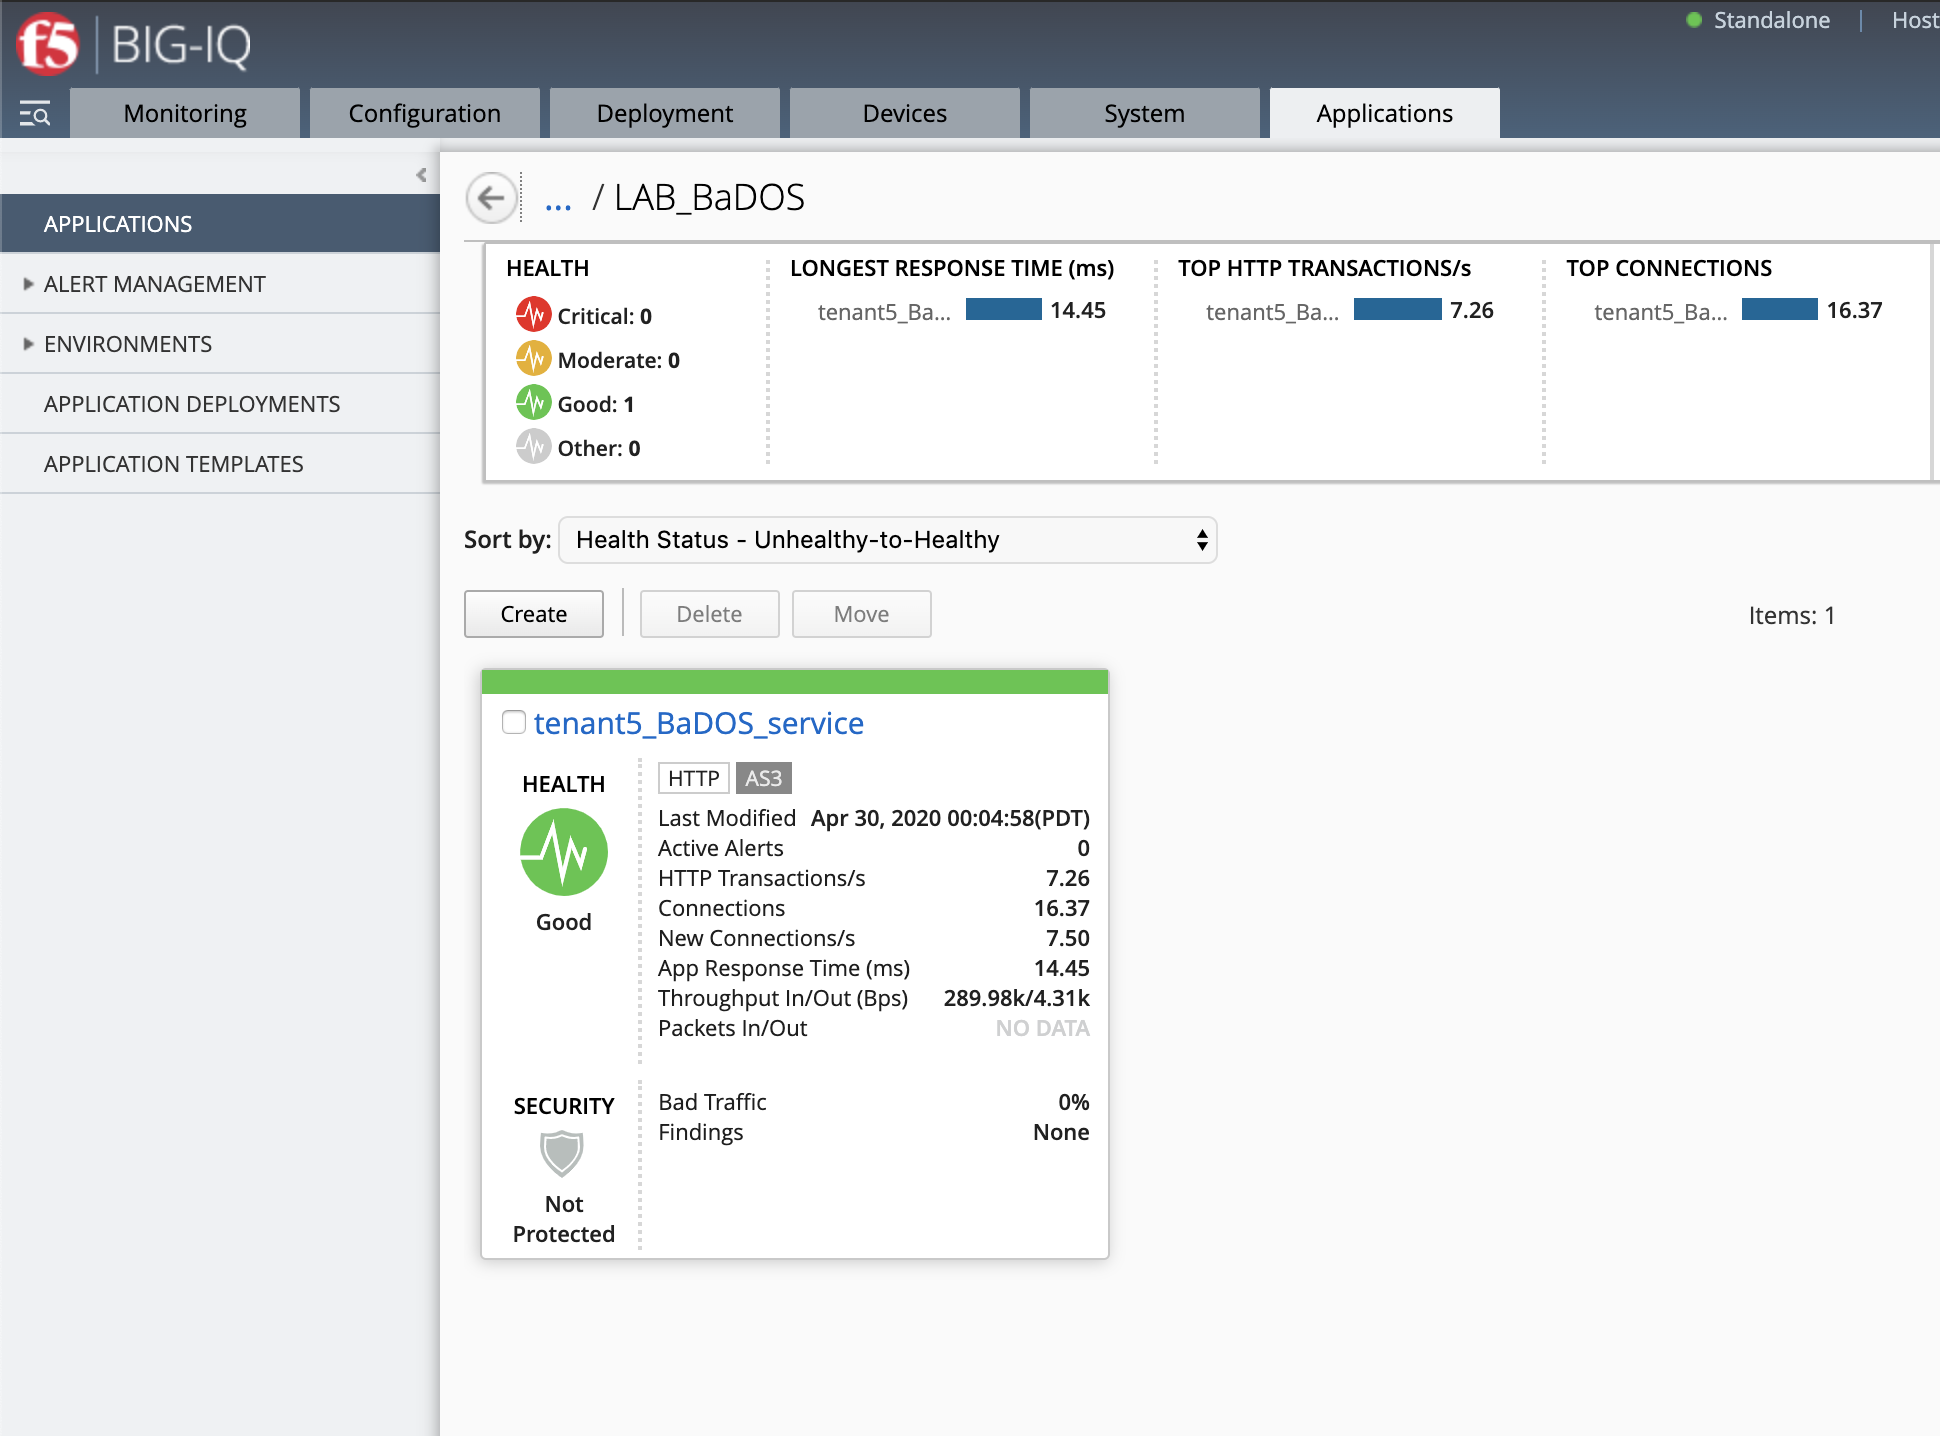 f5 BIG-IQ
Standalone | Host
Monitoring Configuration Deployment Devices System Applications
... / LAB_BaDOS
APPLICATIONS
ALERT MANAGEMENT
ENVIRONMENTS
APPLICATION DEPLOYMENTS
APPLICATION TEMPLATES
HEALTH
Critical: 0
Moderate: 0
Good: 1
Other: 0
LONGEST RESPONSE TIME (ms)
tenant5_Ba... 14.45
TOP HTTP TRANSACTIONS/s
tenant5_Ba... 7.26
TOP CONNECTIONS
tenant5_Ba... 16.37
Sort by: Health Status - Unhealthy-to-Healthy
Create Delete Move Items: 1
tenant5_BaDOS_service
HEALTH
Good
HTTP AS3
Last Modified Apr 30, 2020 00:04:58(PDT)
Active Alerts 0
HTTP Transactions/s 7.26
Connections 16.37
New Connections/s 7.50
App Response Time (ms) 14.45
Throughput In/Out (Bps) 289.98k/4.31k
Packets In/Out NO DATA
SECURITY
Not
Protected
Bad Traffic 0%
Findings None